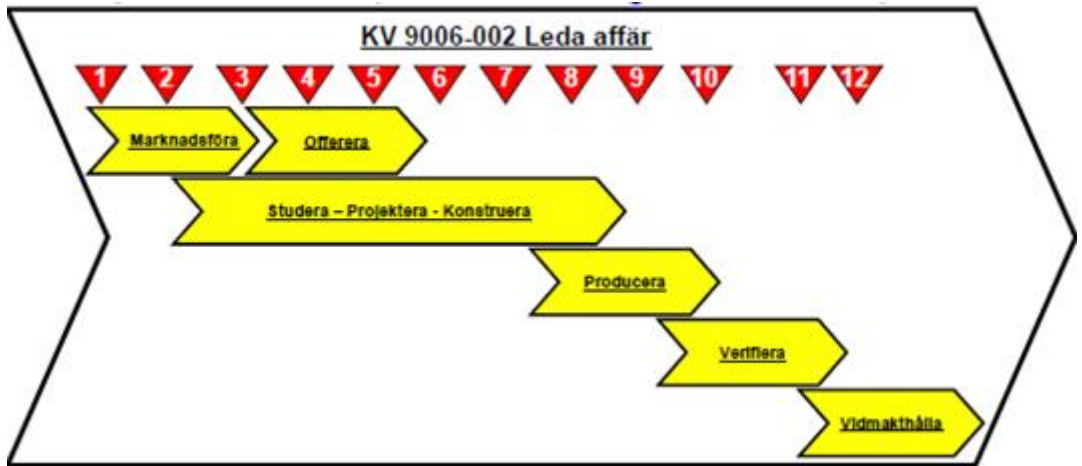 KV 9006-002 Leda affär
1 2 3 4 5 6 7 8 9 10 11 12
Marknadsföra
Offerera
Studera – Projektera - Konstruera
Producera
Verifiera
Vidmakthålla